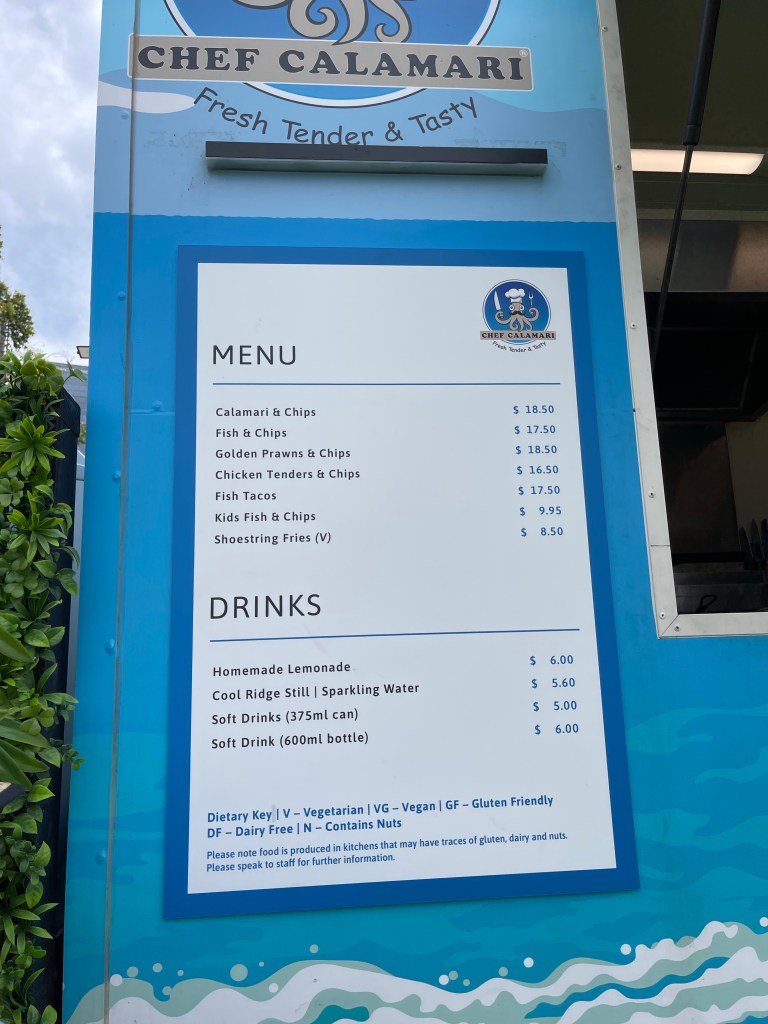 CHEF CALAMARI®
Fresh Tender & Tasty
CHEF CALAMARI
Fresh Tender & Tasty
MENU
Calamari & Chips $ 18.50
Fish & Chips $ 17.50
Golden Prawns & Chips $ 18.50
Chicken Tenders & Chips $ 16.50
Fish Tacos $ 17.50
Kids Fish & Chips $ 9.95
Shoestring Fries (V) $ 8.50
DRINKS
Homemade Lemonade $ 6.00
Cool Ridge Still | Sparkling Water $ 5.60
Soft Drinks (375ml can) $ 5.00
Soft Drink (600ml bottle) $ 6.00
Dietary Key | V – Vegetarian | VG – Vegan | GF – Gluten Friendly
DF – Dairy Free | N – Contains Nuts
Please note food is produced in kitchens that may have traces of gluten, dairy and nuts.
Please speak to staff for further information.